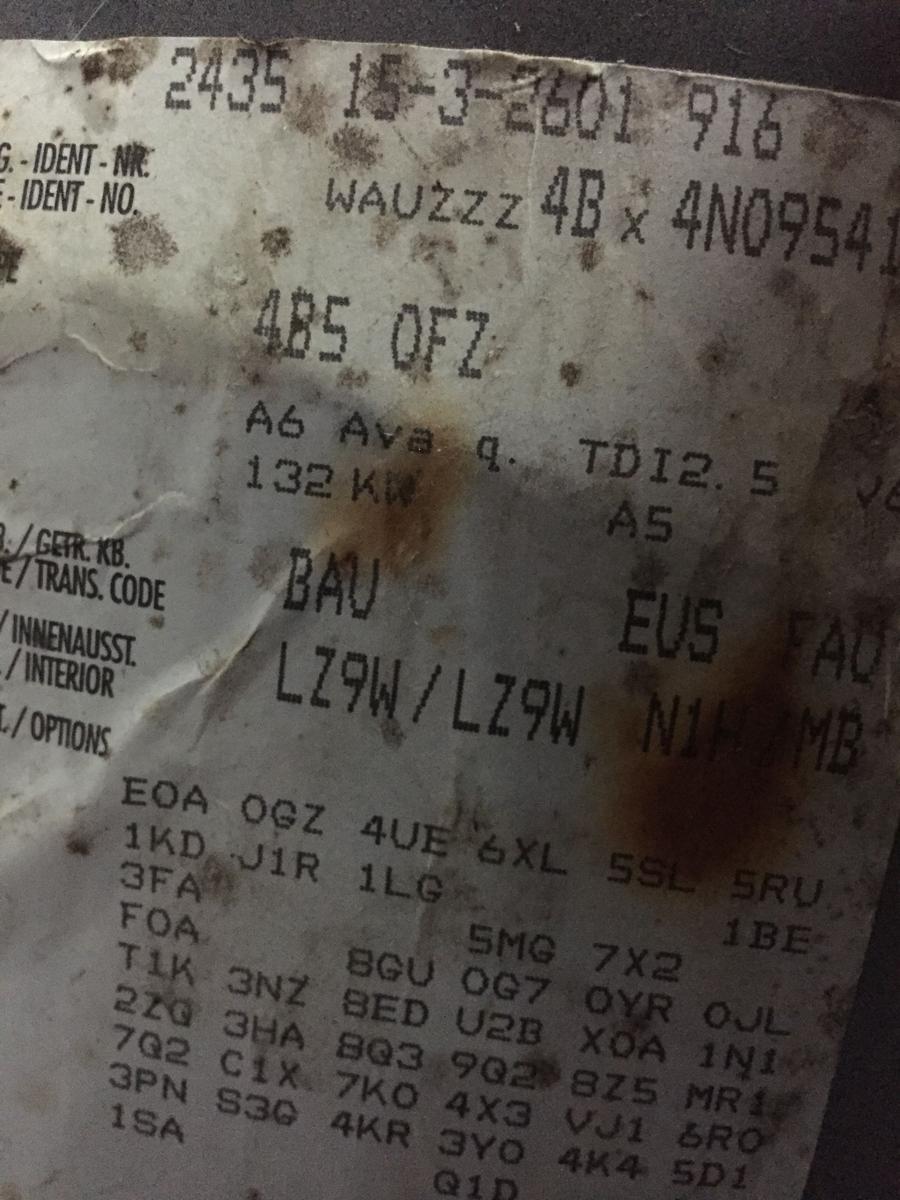 2435 15-3-2601 916
G. - IDENT - NR.
E - IDENT - NO.
WAUZZZ 4B x 4N09541
PE
4B5 0FZ
A6 Ava q. TDI2.5
132 KW A5
B./GETR. KB.
E/TRANS. CODE
BAU EUS FAU
/INNENAUSST.
./INTERIOR
LZ9W/LZ9W
T./OPTIONS
E0A 0GZ 4UE 6XL 5SL 5RU
1KD J1R 1LG 1BE
3FA 5MG 7X2
F0A 8GU 0G7 0YR 0JL
T1K 3NZ 8ED U2B X0A 1N1
2ZQ 3HA 8Q3 9Q2 8Z5 MR1
7Q2 C1X 7K0 4X3 VJ1 6R0
3PN S3G 4KR 3Y0 4K4 5D1
1SA Q1D